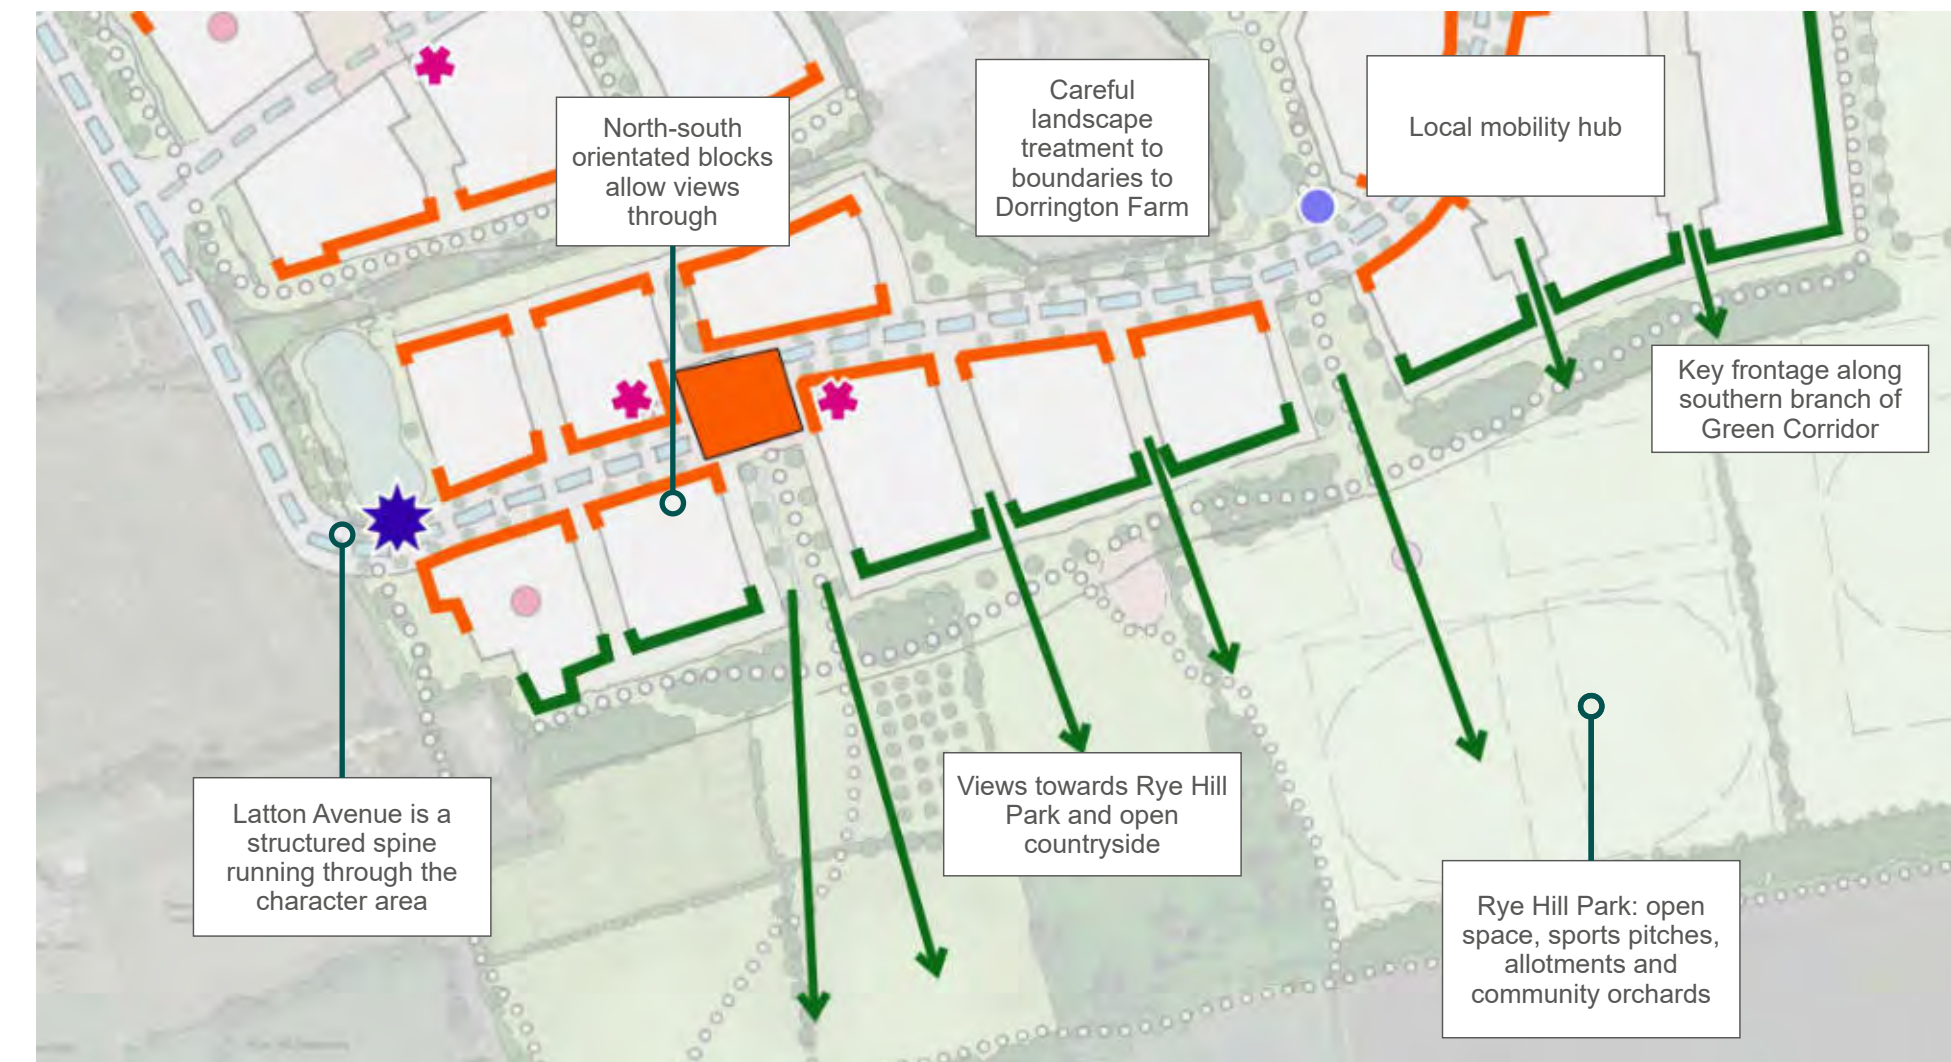 North-south
orientated blocks
allow views
through
Careful
landscape
treatment to
boundaries to
Dorrington Farm
Local mobility hub
Key frontage along
southern branch of
Green Corridor
Views towards Rye Hill
Park and open
countryside
Latton Avenue is a
structured spine
running through the
character area
Rye Hill Park: open
space, sports pitches,
allotments and
community orchards